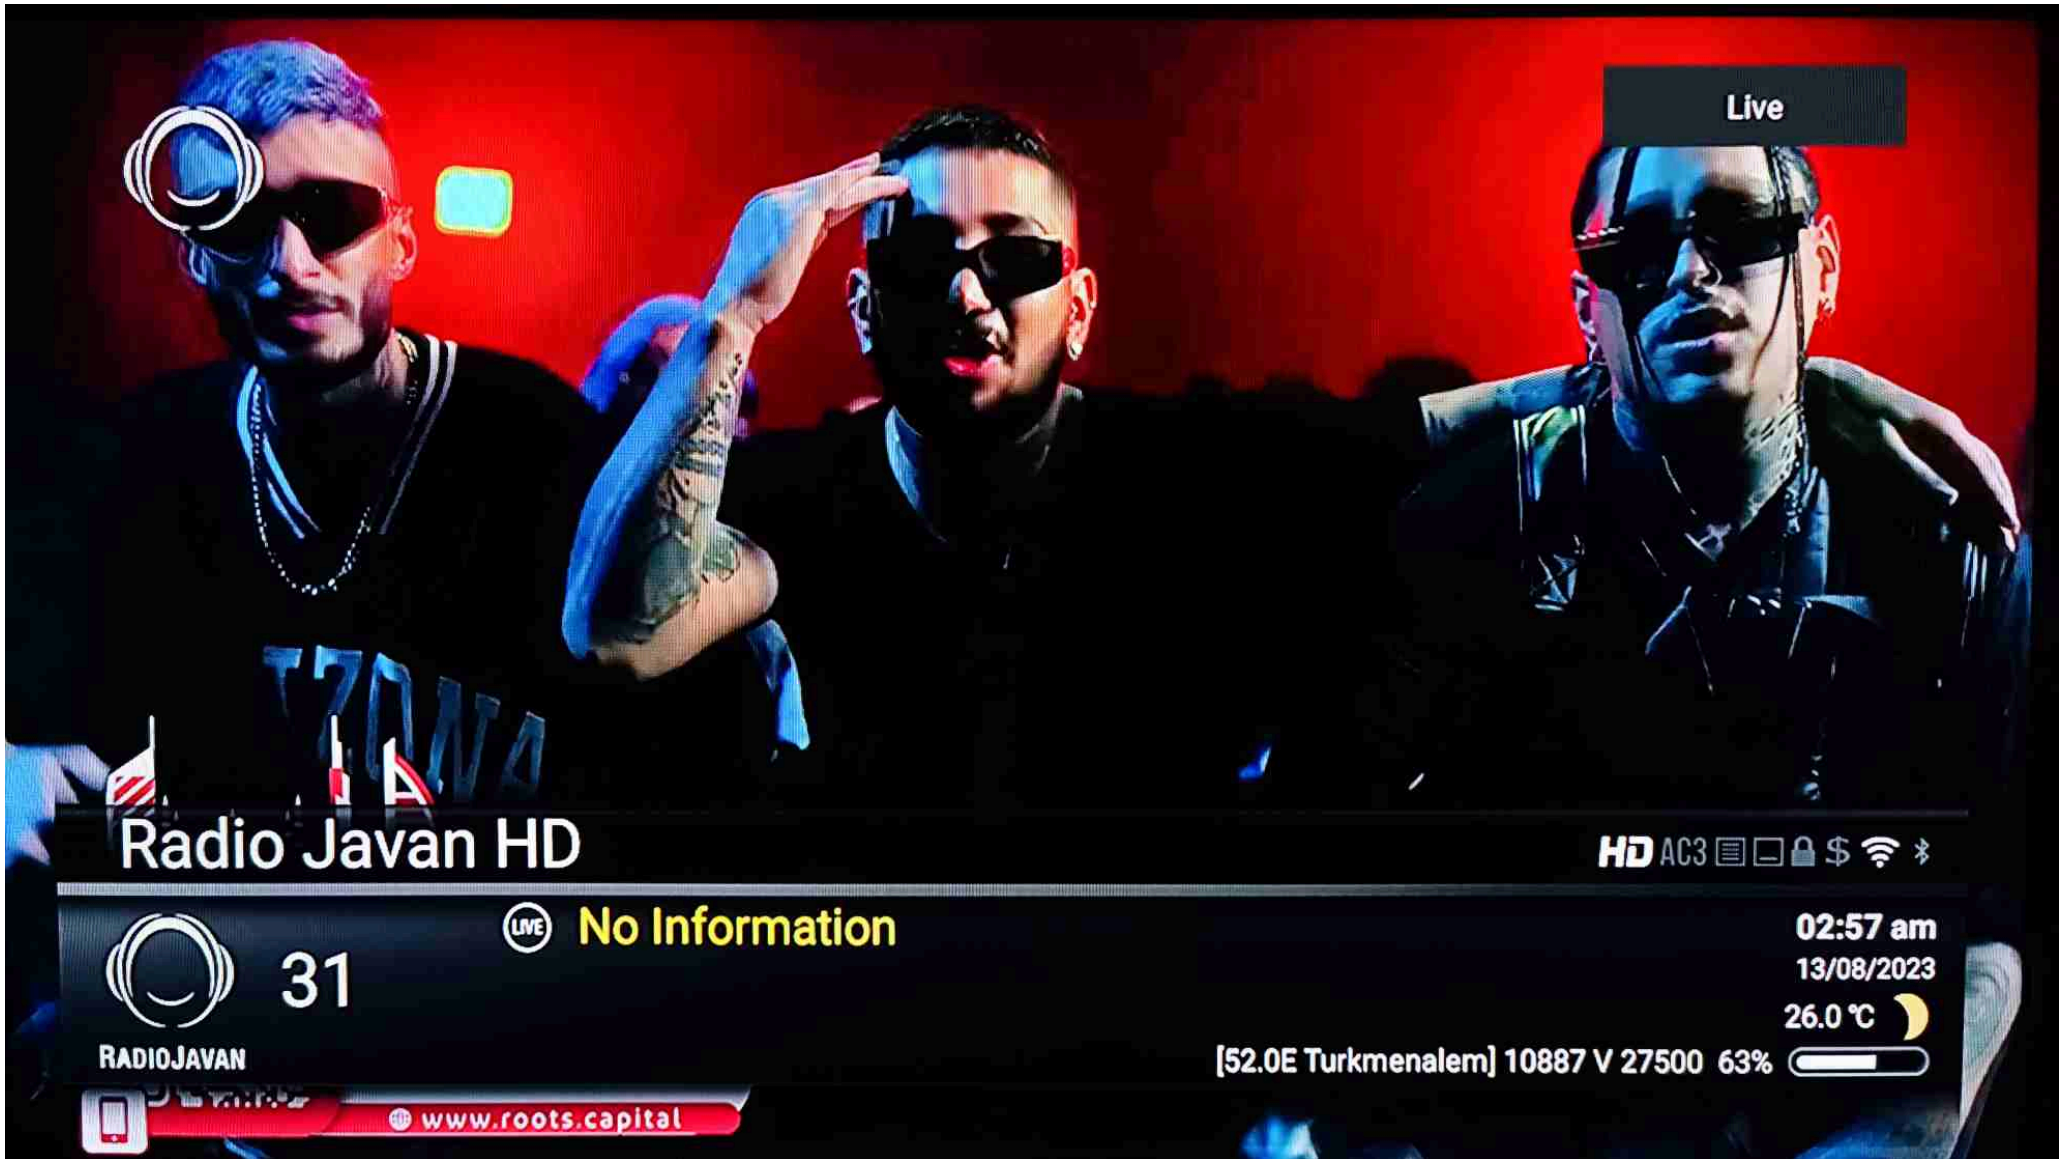 Live
Radio Javan HD
HD AC3 $
LIVE No Information
31
RADIOJAVAN
02:57 am
13/08/2023
26.0 °C
[52.0E Turkmenalem] 10887 V 27500 63%
www.roots.capital